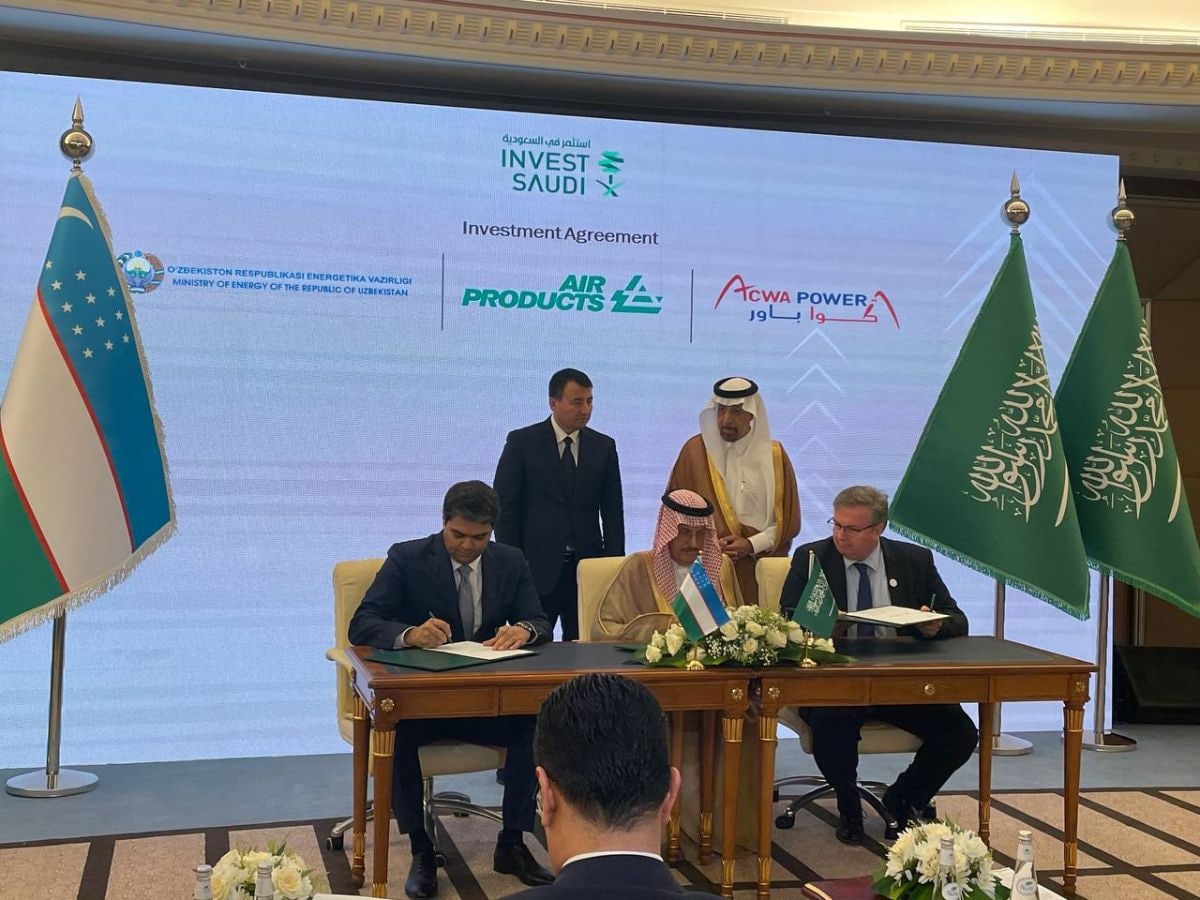 استثمر في السعودية
INVEST
SAUDI
Investment Agreement
O'ZBEKISTON RESPUBLIKASI ENERGETIKA VAZIRLIGI
MINISTRY OF ENERGY OF THE REPUBLIC OF UZBEKISTAN
AIR
PRODUCTS
ACWA POWER
أكوا باور